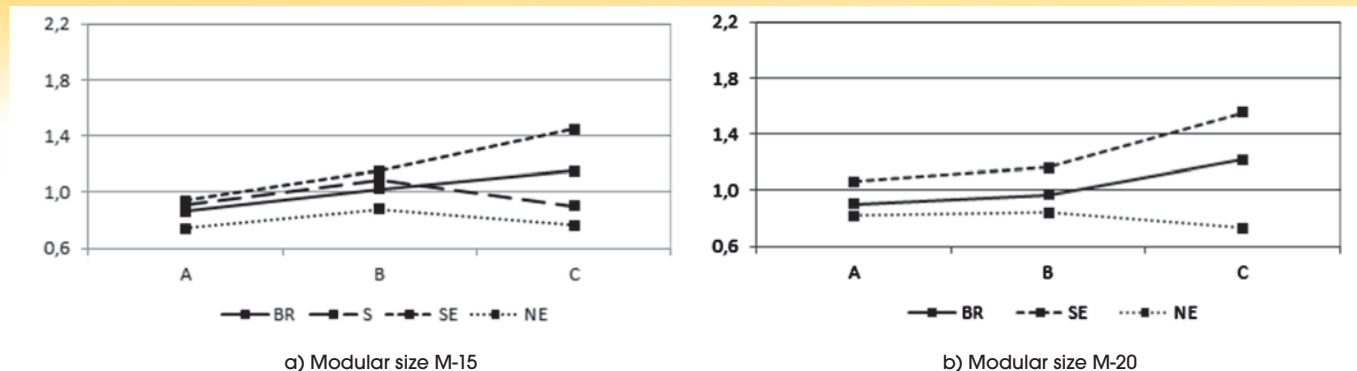 2,2
1,8
1,4
1,0
0,6
A B C
BR S SE NE
a) Modular size M-15
2,2
1,8
1,4
1,0
0,6
A B C
BR SE NE
b) Modular size M-20